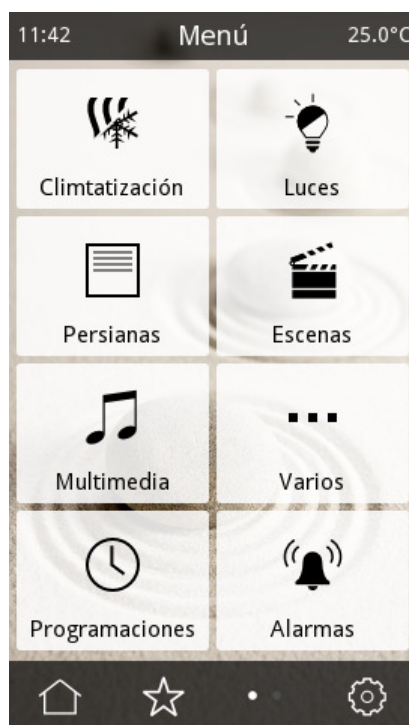 11:42 Menú 25.0°C
Climtatización Luces
Persianas Escenas
Multimedia Varios
Programaciones Alarmas